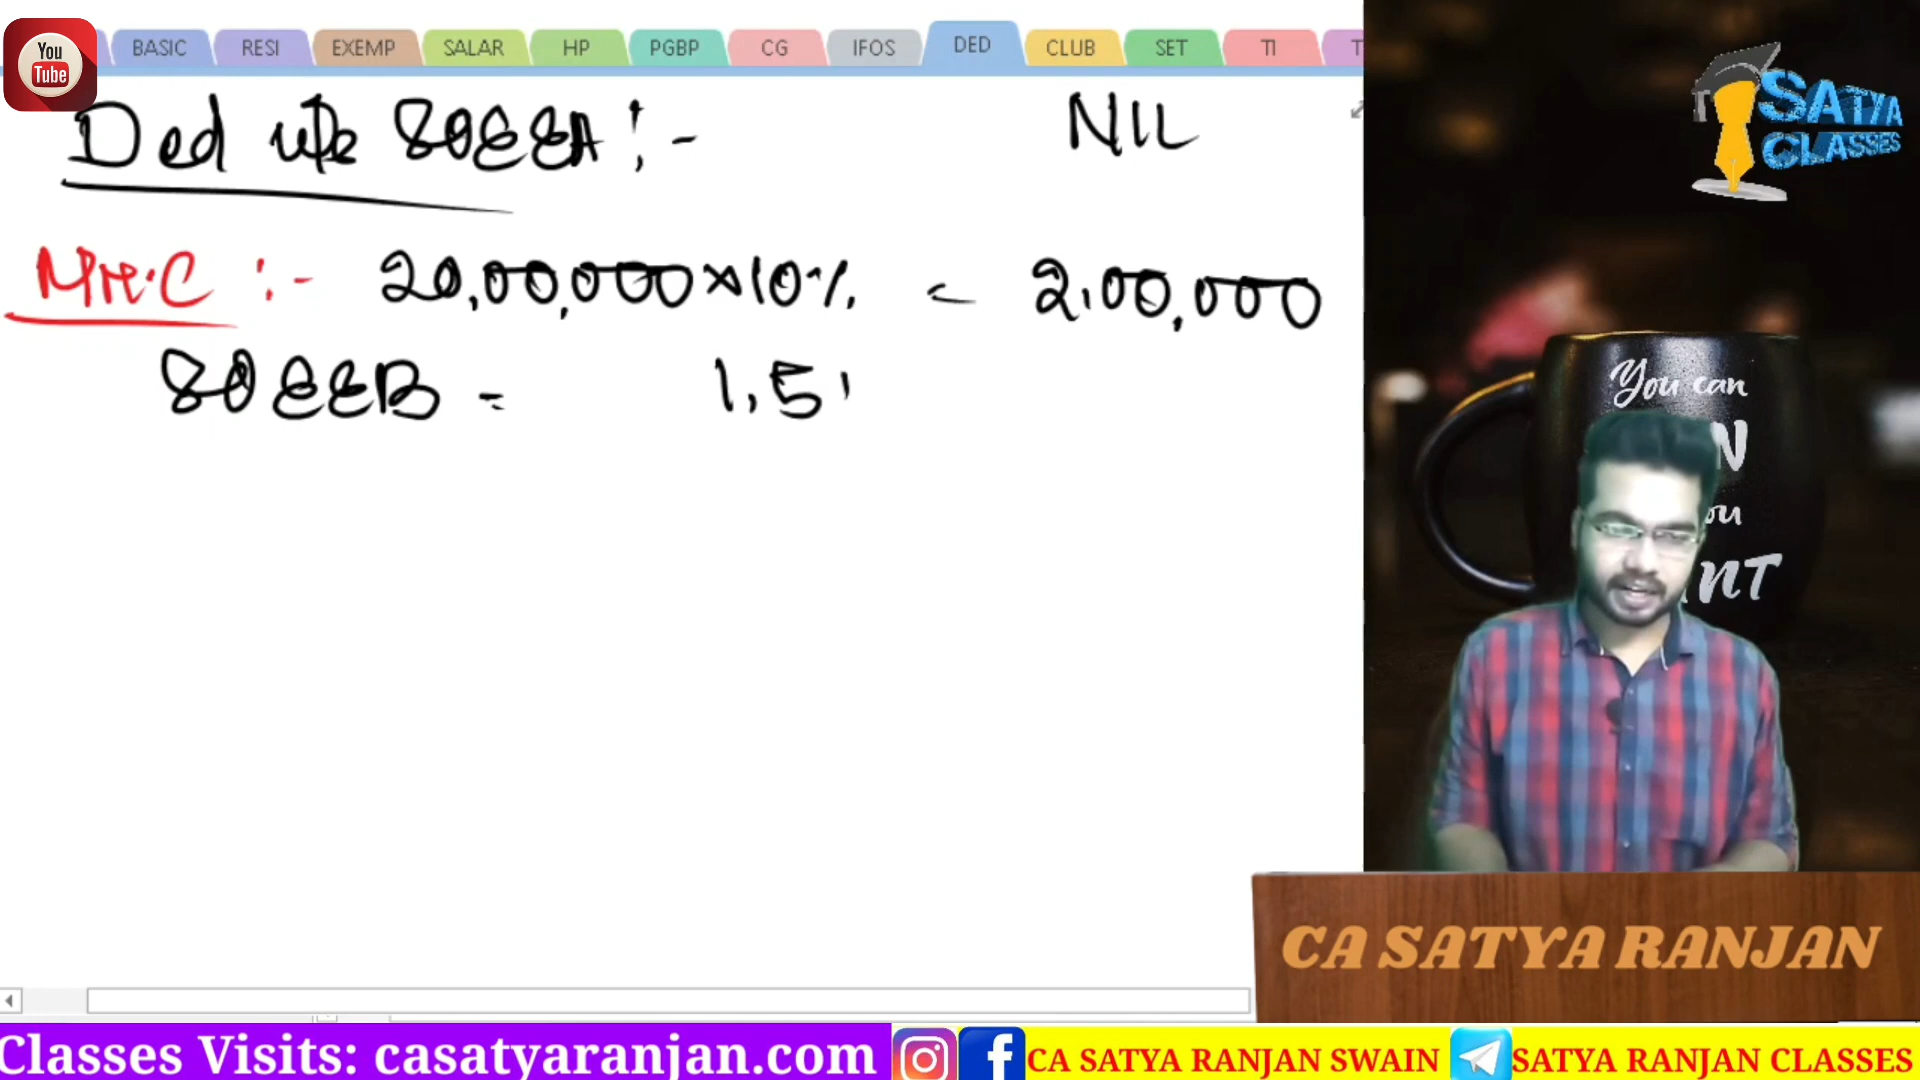 You
Tube
BASIC RESI EXEMP SALAR HP PGBP CG IFOS DED CLUB SET TI T
Ded u/s 80EEA :- NIL
:- 20,00,000 × 10% = 2,00,000
80EEB = 1,5
SATYA
CLASSES
You can
N
ou
NT
CA SATYA RANJAN
Classes Visits: casatyaranjan.com CA SATYA RANJAN SWAIN SATYA RANJAN CLASSES